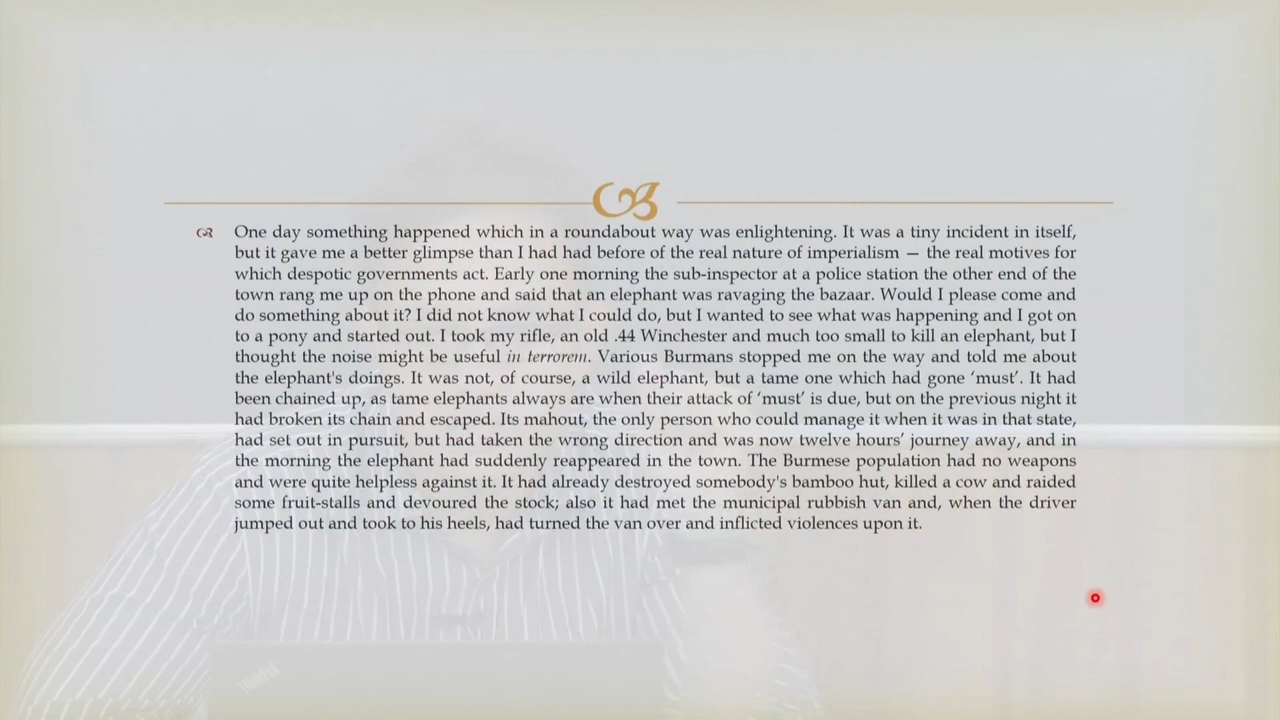 One day something happened which in a roundabout way was enlightening. It was a tiny incident in itself,
but it gave me a better glimpse than I had had before of the real nature of imperialism — the real motives for
which despotic governments act. Early one morning the sub-inspector at a police station the other end of the
town rang me up on the phone and said that an elephant was ravaging the bazaar. Would I please come and
do something about it? I did not know what I could do, but I wanted to see what was happening and I got on
to a pony and started out. I took my rifle, an old .44 Winchester and much too small to kill an elephant, but I
thought the noise might be useful in terrorem. Various Burmans stopped me on the way and told me about
the elephant's doings. It was not, of course, a wild elephant, but a tame one which had gone ‘must’. It had
been chained up, as tame elephants always are when their attack of ‘must’ is due, but on the previous night it
had broken its chain and escaped. Its mahout, the only person who could manage it when it was in that state,
had set out in pursuit, but had taken the wrong direction and was now twelve hours’ journey away, and in
the morning the elephant had suddenly reappeared in the town. The Burmese population had no weapons
and were quite helpless against it. It had already destroyed somebody's bamboo hut, killed a cow and raided
some fruit-stalls and devoured the stock; also it had met the municipal rubbish van and, when the driver
jumped out and took to his heels, had turned the van over and inflicted violences upon it.
ThinkPad